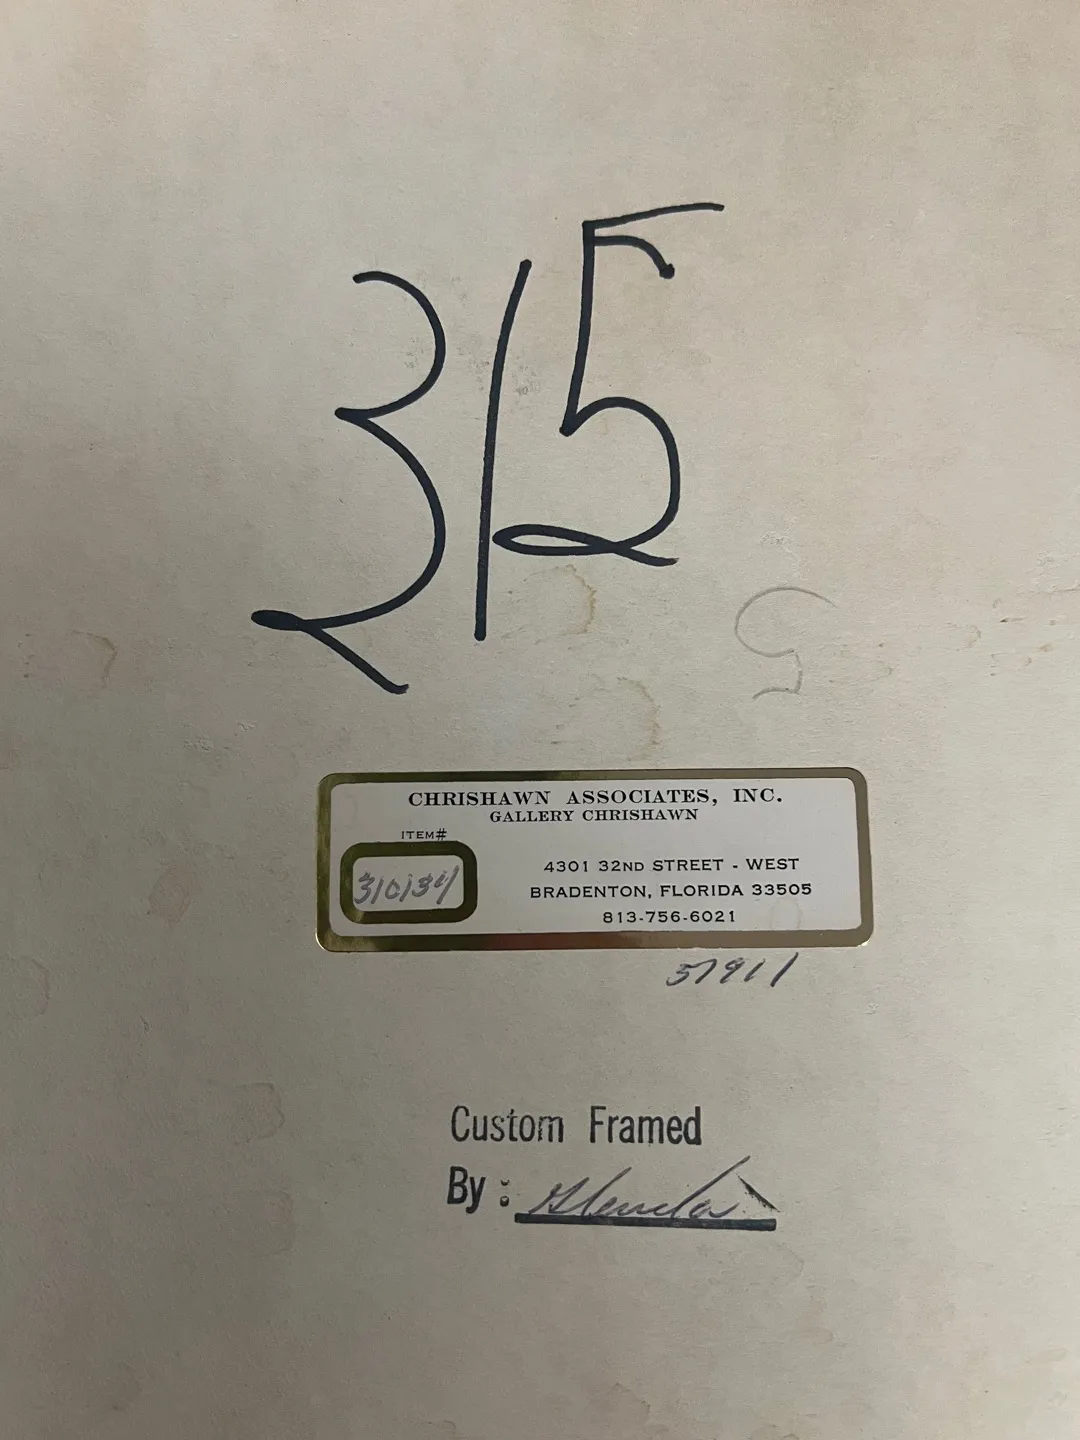 315
CHRISHAWN ASSOCIATES, INC.
GALLERY CHRISHAWN
ITEM#
310134
4301 32ND STREET - WEST
BRADENTON, FLORIDA 33505
813-756-6021
57911
Custom Framed
By: Glenda